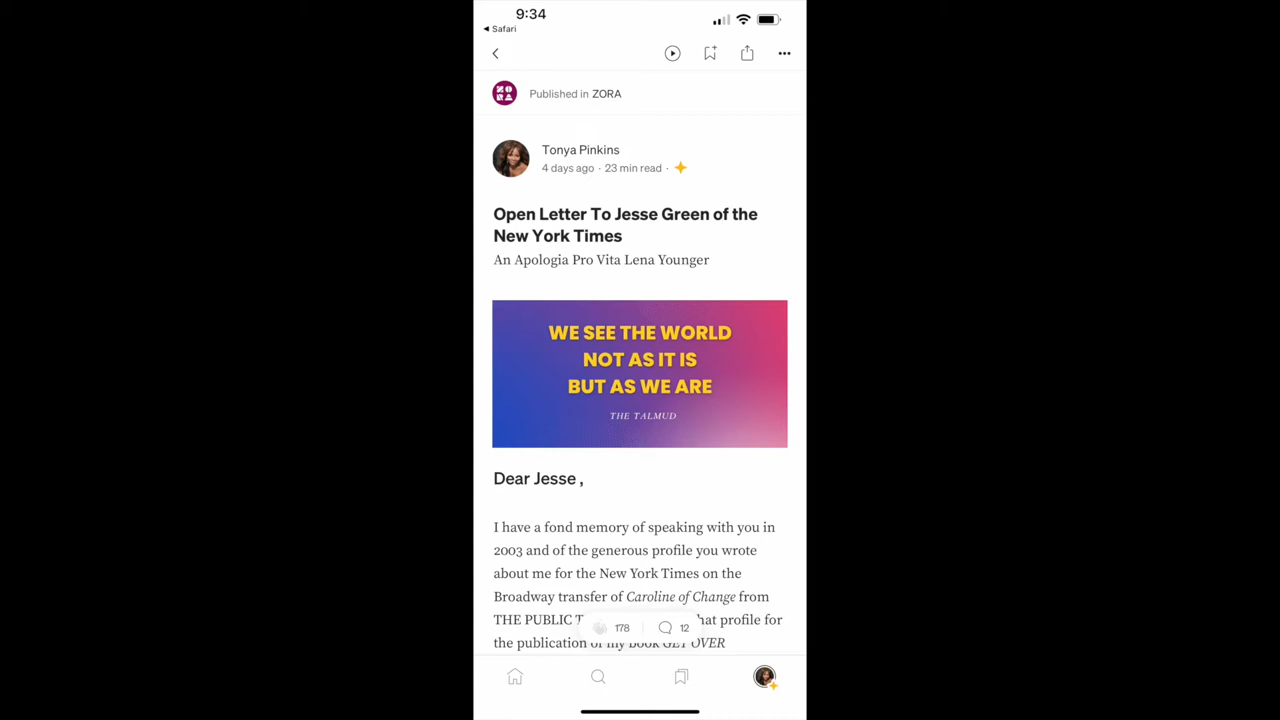 9:34
Safari
Published in ZORA
Tonya Pinkins
4 days ago · 23 min read ·
Open Letter To Jesse Green of the
New York Times
An Apologia Pro Vita Lena Younger
WE SEE THE WORLD
NOT AS IT IS
BUT AS WE ARE
THE TALMUD
Dear Jesse ,
I have a fond memory of speaking with you in
2003 and of the generous profile you wrote
about me for the New York Times on the
Broadway transfer of Caroline of Change from
THE PUBLIC hat profile for
178 12
the publication of my book GET OVER